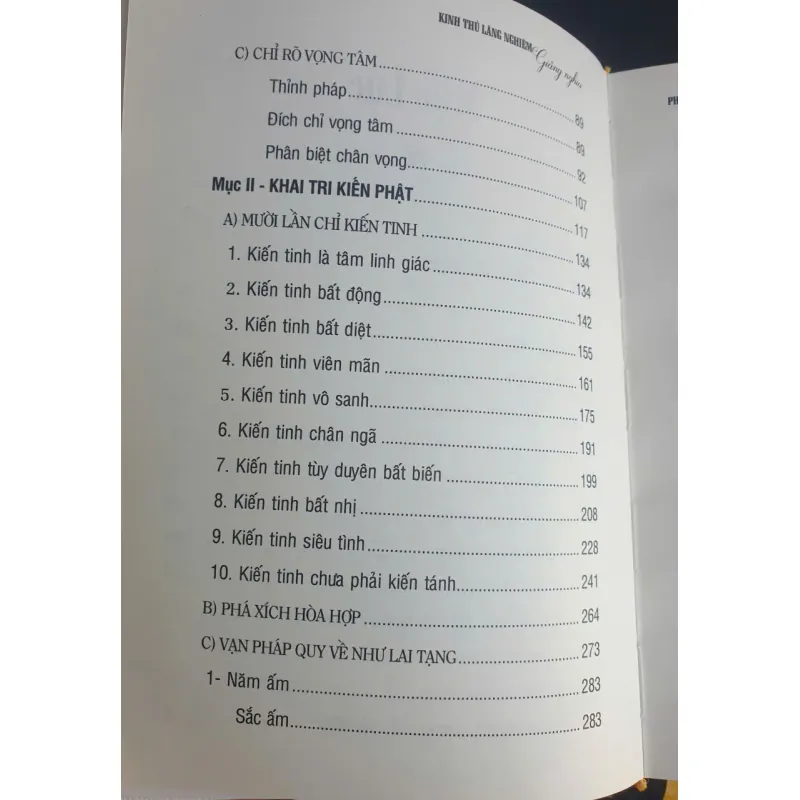 KINH THỦ LĂNG NGHIÊM Giảng nghĩa
C) CHỈ RÕ VỌNG TÂM ........ 89
Thỉnh pháp ........ 89
Đích chỉ vọng tâm ........ 92
Phân biệt chân vọng ........ 107
Mục II - KHAI TRI KIẾN PHẬT ........ 117
A) MƯỜI LẦN CHỈ KIẾN TINH ........ 134
1. Kiến tinh là tâm linh giác ........ 134
2. Kiến tinh bất động ........ 142
3. Kiến tinh bất diệt ........ 155
4. Kiến tinh viên mãn ........ 161
5. Kiến tinh vô sanh ........ 175
6. Kiến tinh chân ngã ........ 191
7. Kiến tinh tùy duyên bất biến ........ 199
8. Kiến tinh bất nhị ........ 208
9. Kiến tinh siêu tình ........ 228
10. Kiến tinh chưa phải kiến tánh ........ 241
B) PHÁ XÍCH HÒA HỢP ........ 264
C) VẠN PHÁP QUY VỀ NHƯ LAI TẠNG ........ 273
1- Năm ấm ........ 283
Sắc ấm ........ 283